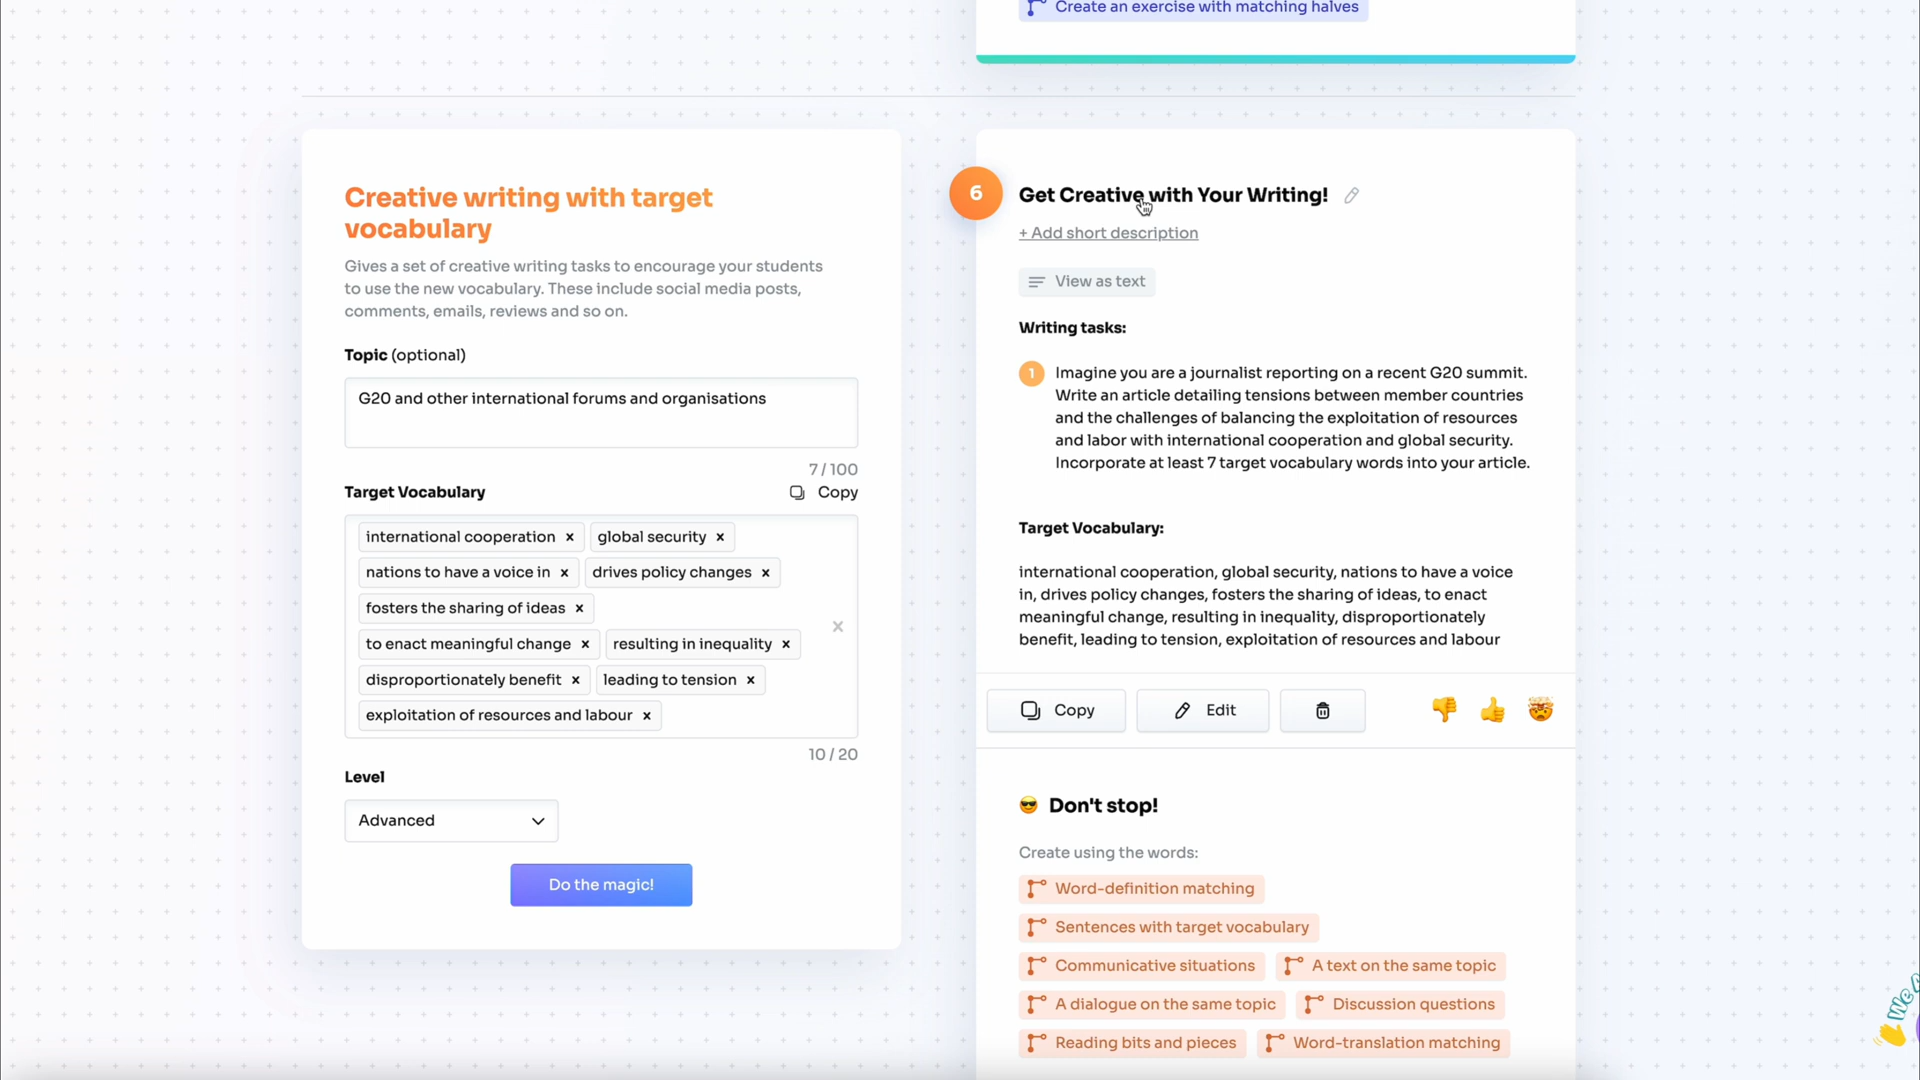 Create an exercise with matching halves
Creative writing with target
vocabulary
Gives a set of creative writing tasks to encourage your students
to use the new vocabulary. These include social media posts,
comments, emails, reviews and so on.
Topic (optional)
G20 and other international forums and organisations
7 / 100
Target Vocabulary
Copy
international cooperation ×
global security ×
nations to have a voice in ×
drives policy changes ×
fosters the sharing of ideas ×
to enact meaningful change ×
resulting in inequality ×
disproportionately benefit ×
leading to tension ×
exploitation of resources and labour ×
10 / 20
Level
Advanced
Do the magic!
6
Get Creative with Your Writing!
+ Add short description
View as text
Writing tasks:
1
Imagine you are a journalist reporting on a recent G20 summit.
Write an article detailing tensions between member countries
and the challenges of balancing the exploitation of resources
and labor with international cooperation and global security.
Incorporate at least 7 target vocabulary words into your article.
Target Vocabulary:
international cooperation, global security, nations to have a voice
in, drives policy changes, fosters the sharing of ideas, to enact
meaningful change, resulting in inequality, disproportionately
benefit, leading to tension, exploitation of resources and labour
Copy
Edit
Don't stop!
Create using the words:
Word-definition matching
Sentences with target vocabulary
Communicative situations
A text on the same topic
A dialogue on the same topic
Discussion questions
Reading bits and pieces
Word-translation matching
We